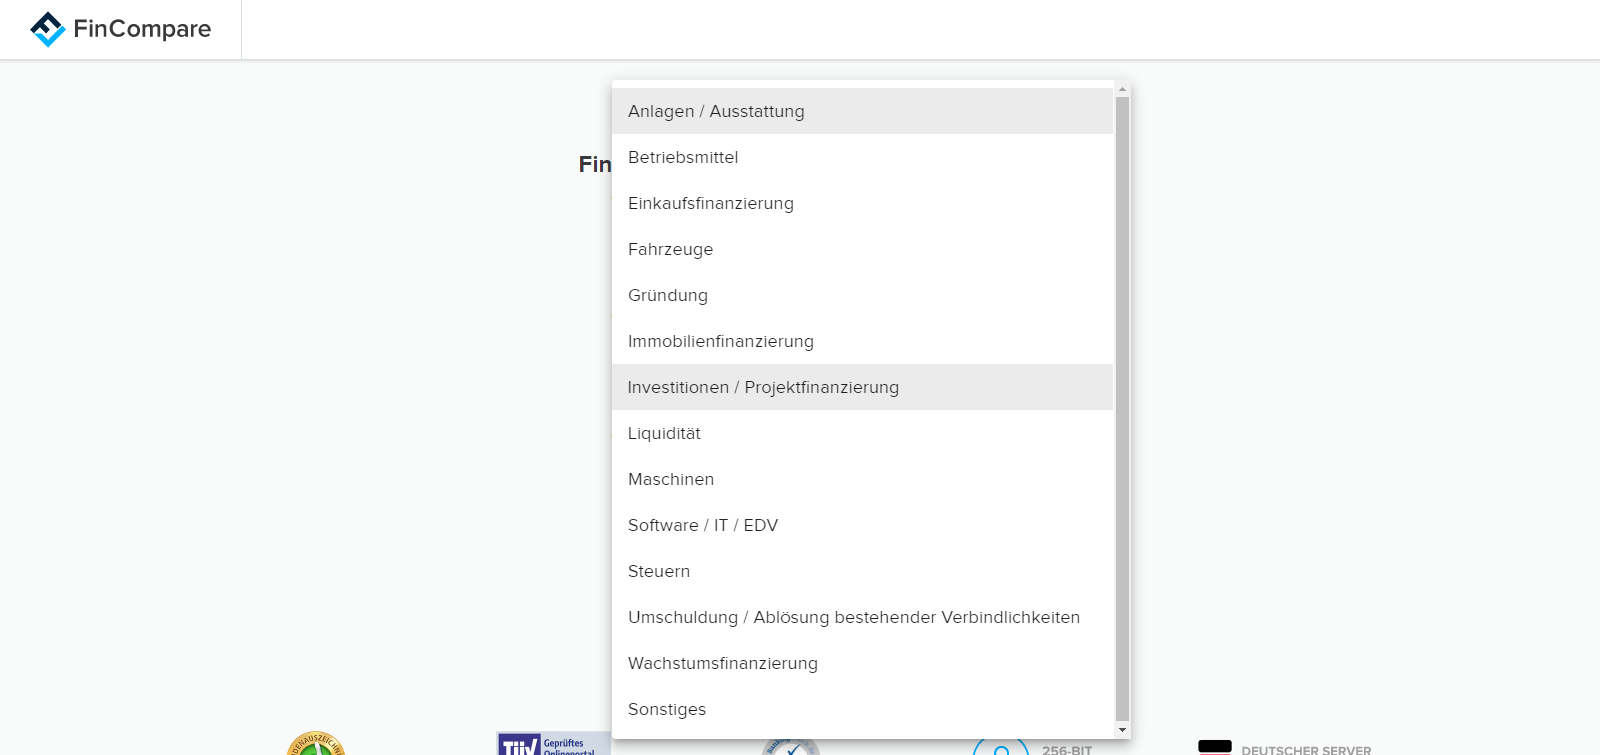 FinCompare
Anlagen / Ausstattung
Betriebsmittel
Fin
Einkaufsfinanzierung
Fahrzeuge
Gründung
Immobilienfinanzierung
Investitionen / Projektfinanzierung
Liquidität
Maschinen
Software / IT / EDV
Steuern
Umschuldung / Ablösung bestehender Verbindlichkeiten
Wachstumsfinanzierung
Sonstiges
TÜV
Geprüftes
Onlineportal
256-BIT
DEUTSCHER SERVER